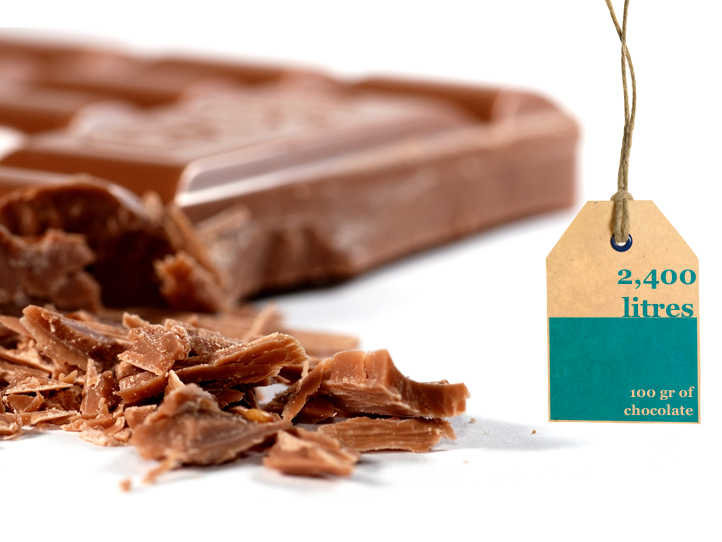 2,400
litres
100 gr of
chocolate